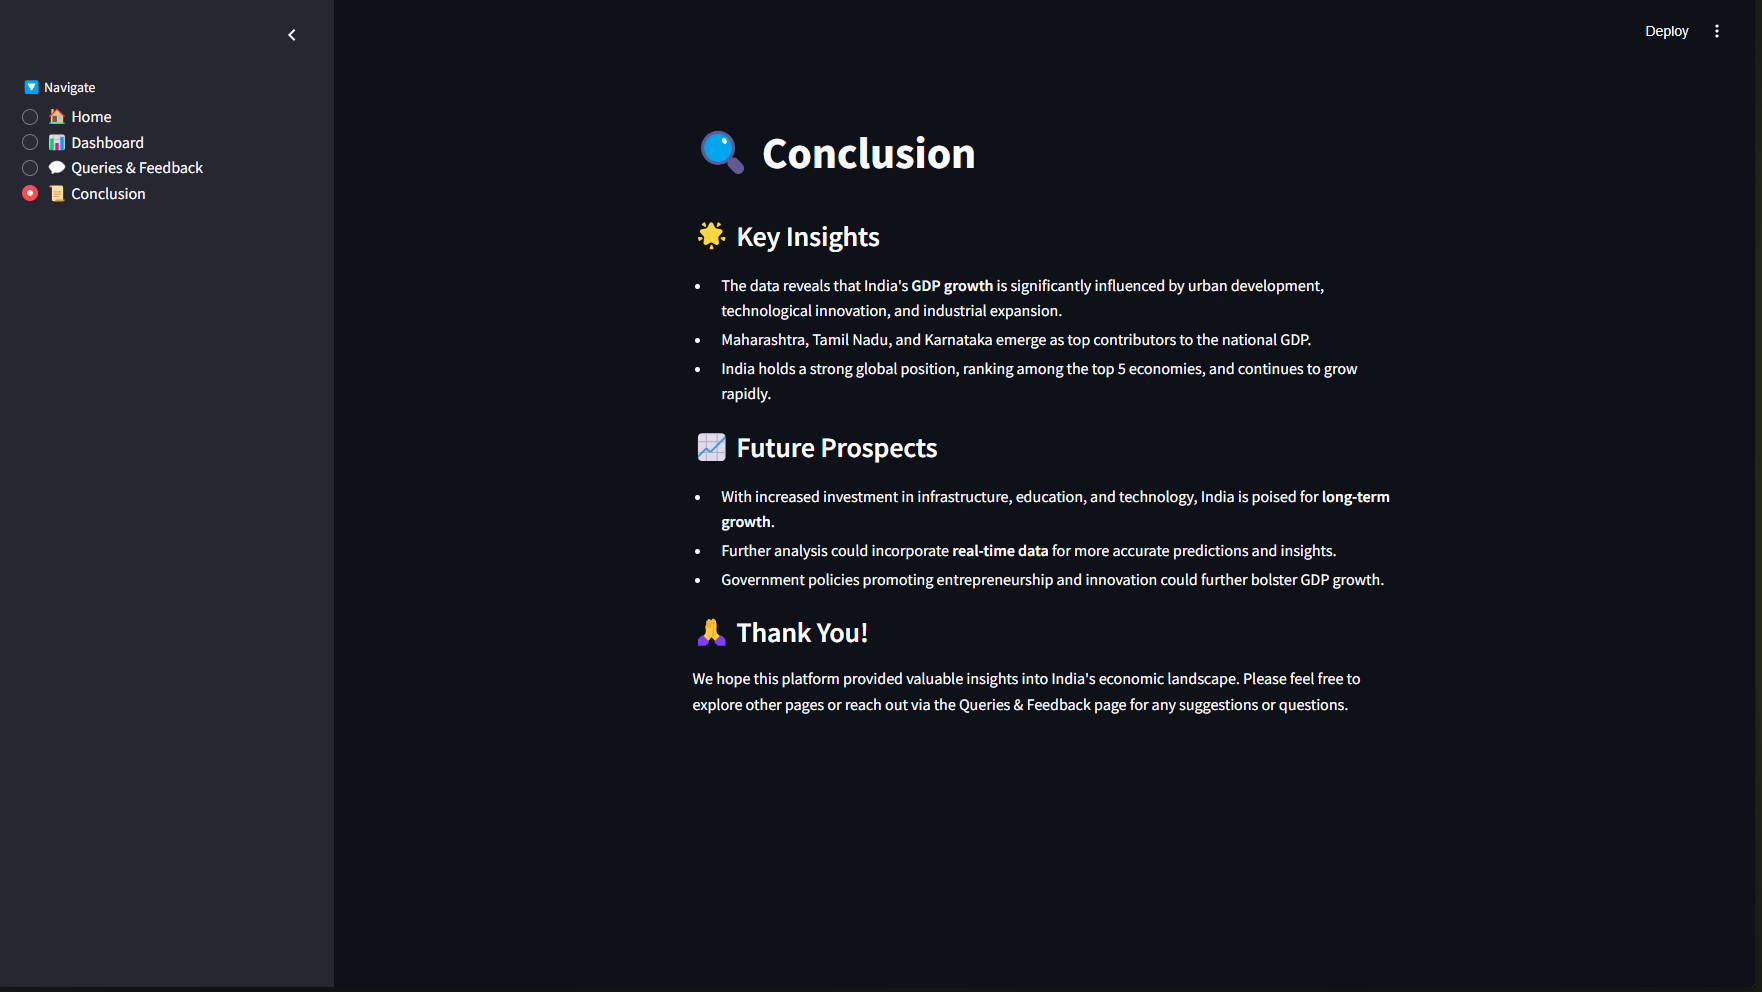 Deploy
Navigate
Home
Dashboard
Queries & Feedback
Conclusion
Conclusion
Key Insights
• The data reveals that India's GDP growth is significantly influenced by urban development,
technological innovation, and industrial expansion.
• Maharashtra, Tamil Nadu, and Karnataka emerge as top contributors to the national GDP.
• India holds a strong global position, ranking among the top 5 economies, and continues to grow
rapidly.
Future Prospects
• With increased investment in infrastructure, education, and technology, India is poised for long-term
growth.
• Further analysis could incorporate real-time data for more accurate predictions and insights.
• Government policies promoting entrepreneurship and innovation could further bolster GDP growth.
Thank You!
We hope this platform provided valuable insights into India's economic landscape. Please feel free to
explore other pages or reach out via the Queries & Feedback page for any suggestions or questions.